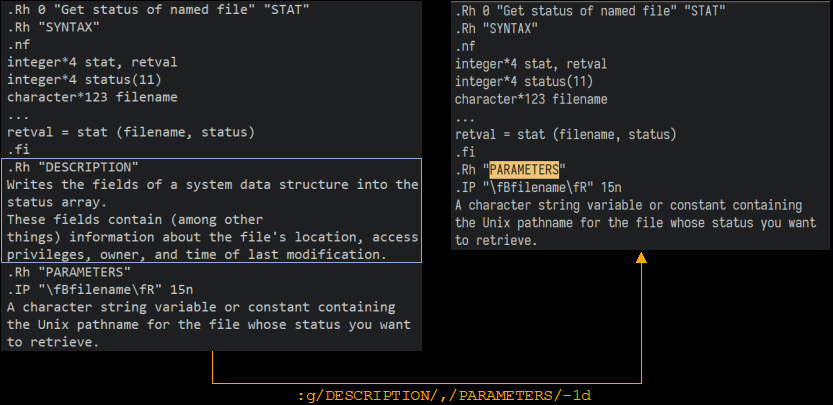 .Rh 0 "Get status of named file" "STAT"
.Rh "SYNTAX"
.nf
integer*4 stat, retval
integer*4 status(11)
character*123 filename
...
retval = stat (filename, status)
.fi
.Rh "DESCRIPTION"
Writes the fields of a system data structure into the
status array.
These fields contain (among other
things) information about the file's location, access
privileges, owner, and time of last modification.
.Rh "PARAMETERS"
.IP "\fBfilename\fR" 15n
A character string variable or constant containing
the Unix pathname for the file whose status you want
to retrieve.
.Rh 0 "Get status of named file" "STAT"
.Rh "SYNTAX"
.nf
integer*4 stat, retval
integer*4 status(11)
character*123 filename
...
retval = stat (filename, status)
.fi
.Rh "PARAMETERS"
.IP "\fBfilename\fR" 15n
A character string variable or constant containing
the Unix pathname for the file whose status you want
to retrieve.
:g/DESCRIPTION/,/PARAMETERS/-1d